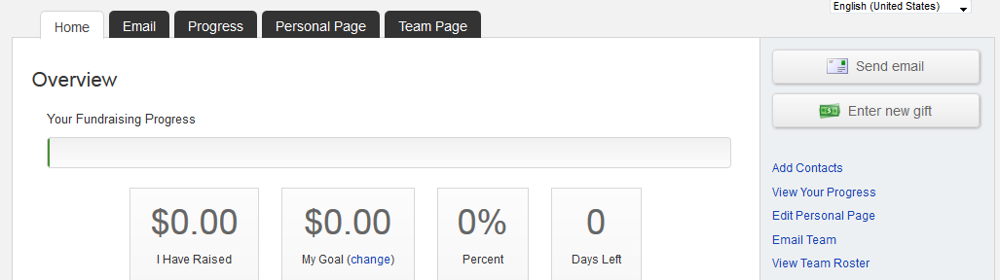 English (United States)
Home Email Progress Personal Page Team Page
Overview
Your Fundraising Progress
$0.00 $0.00 0% 0
I Have Raised My Goal (change) Percent Days Left
Send email
Enter new gift
Add Contacts
View Your Progress
Edit Personal Page
Email Team
View Team Roster